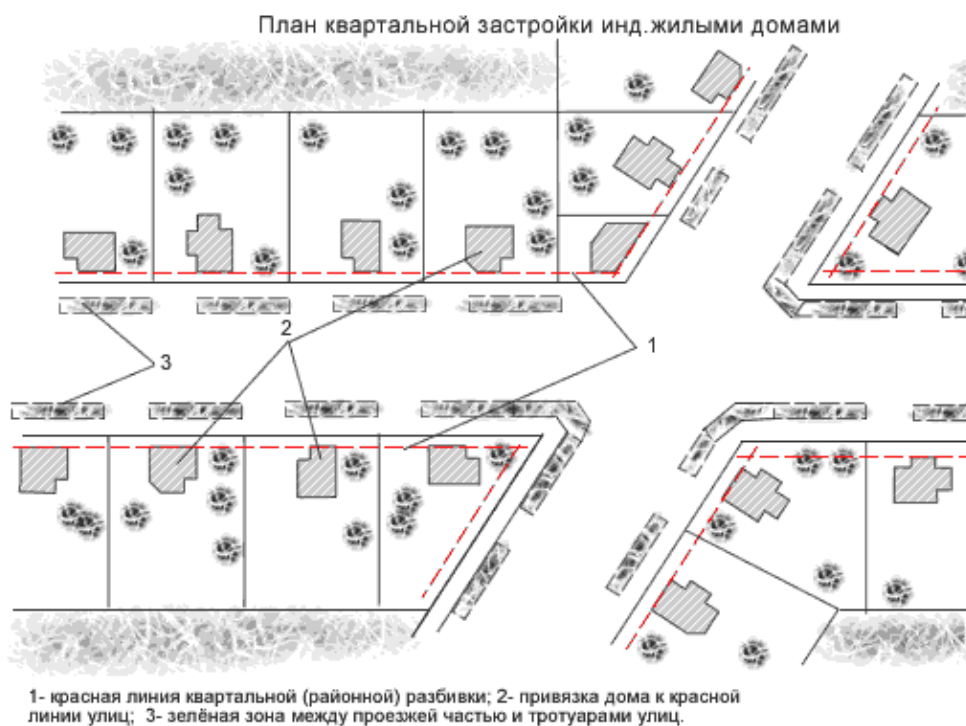 План квартальной застройки инд.жилыми домами
2
1
3
1- красная линия квартальной (районной) разбивки; 2- привязка дома к красной
линии улиц; 3- зелёная зона между проезжей частью и тротуарами улиц.